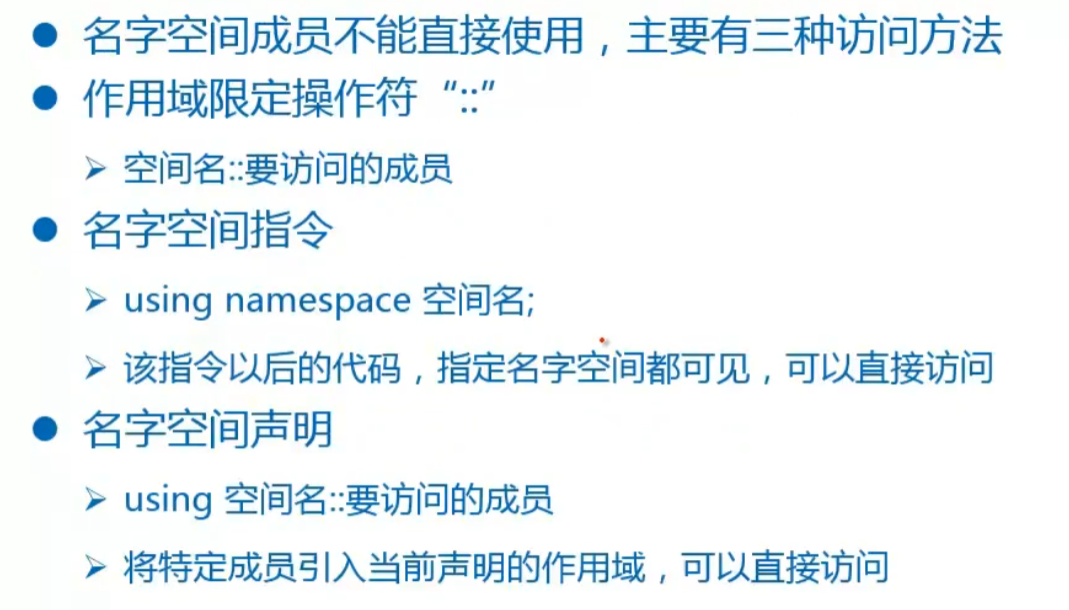 名字空间成员不能直接使用，主要有三种访问方法
作用域限定操作符“::”
空间名::要访问的成员
名字空间指令
using namespace 空间名;
该指令以后的代码，指定名字空间都可见，可以直接访问
名字空间声明
using 空间名::要访问的成员
将特定成员引入当前声明的作用域，可以直接访问